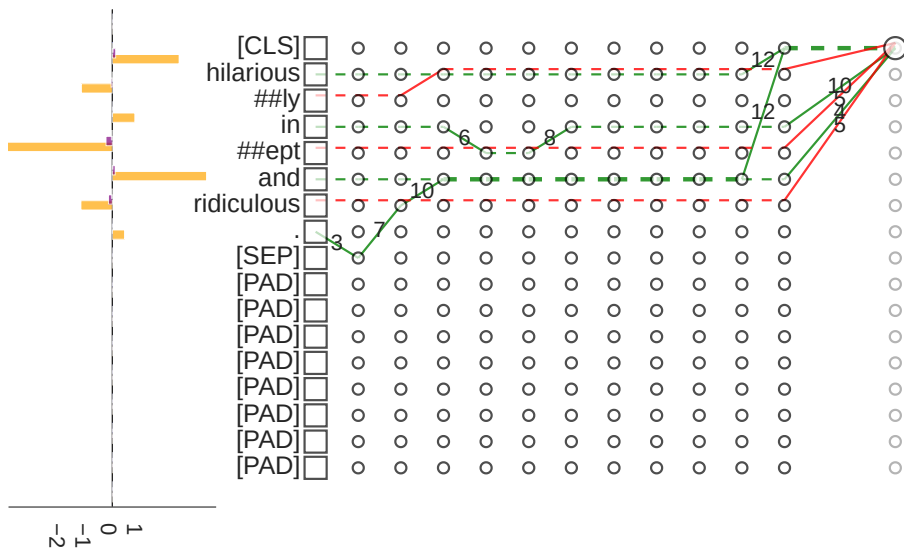 [CLS]
12
hilarious
##ly
10
5
12
4
in
5
6
8
##ept
and
10
ridiculous
7
.
3
[SEP]
[PAD]
[PAD]
[PAD]
[PAD]
[PAD]
[PAD]
[PAD]
[PAD]
−2
−1
0
1